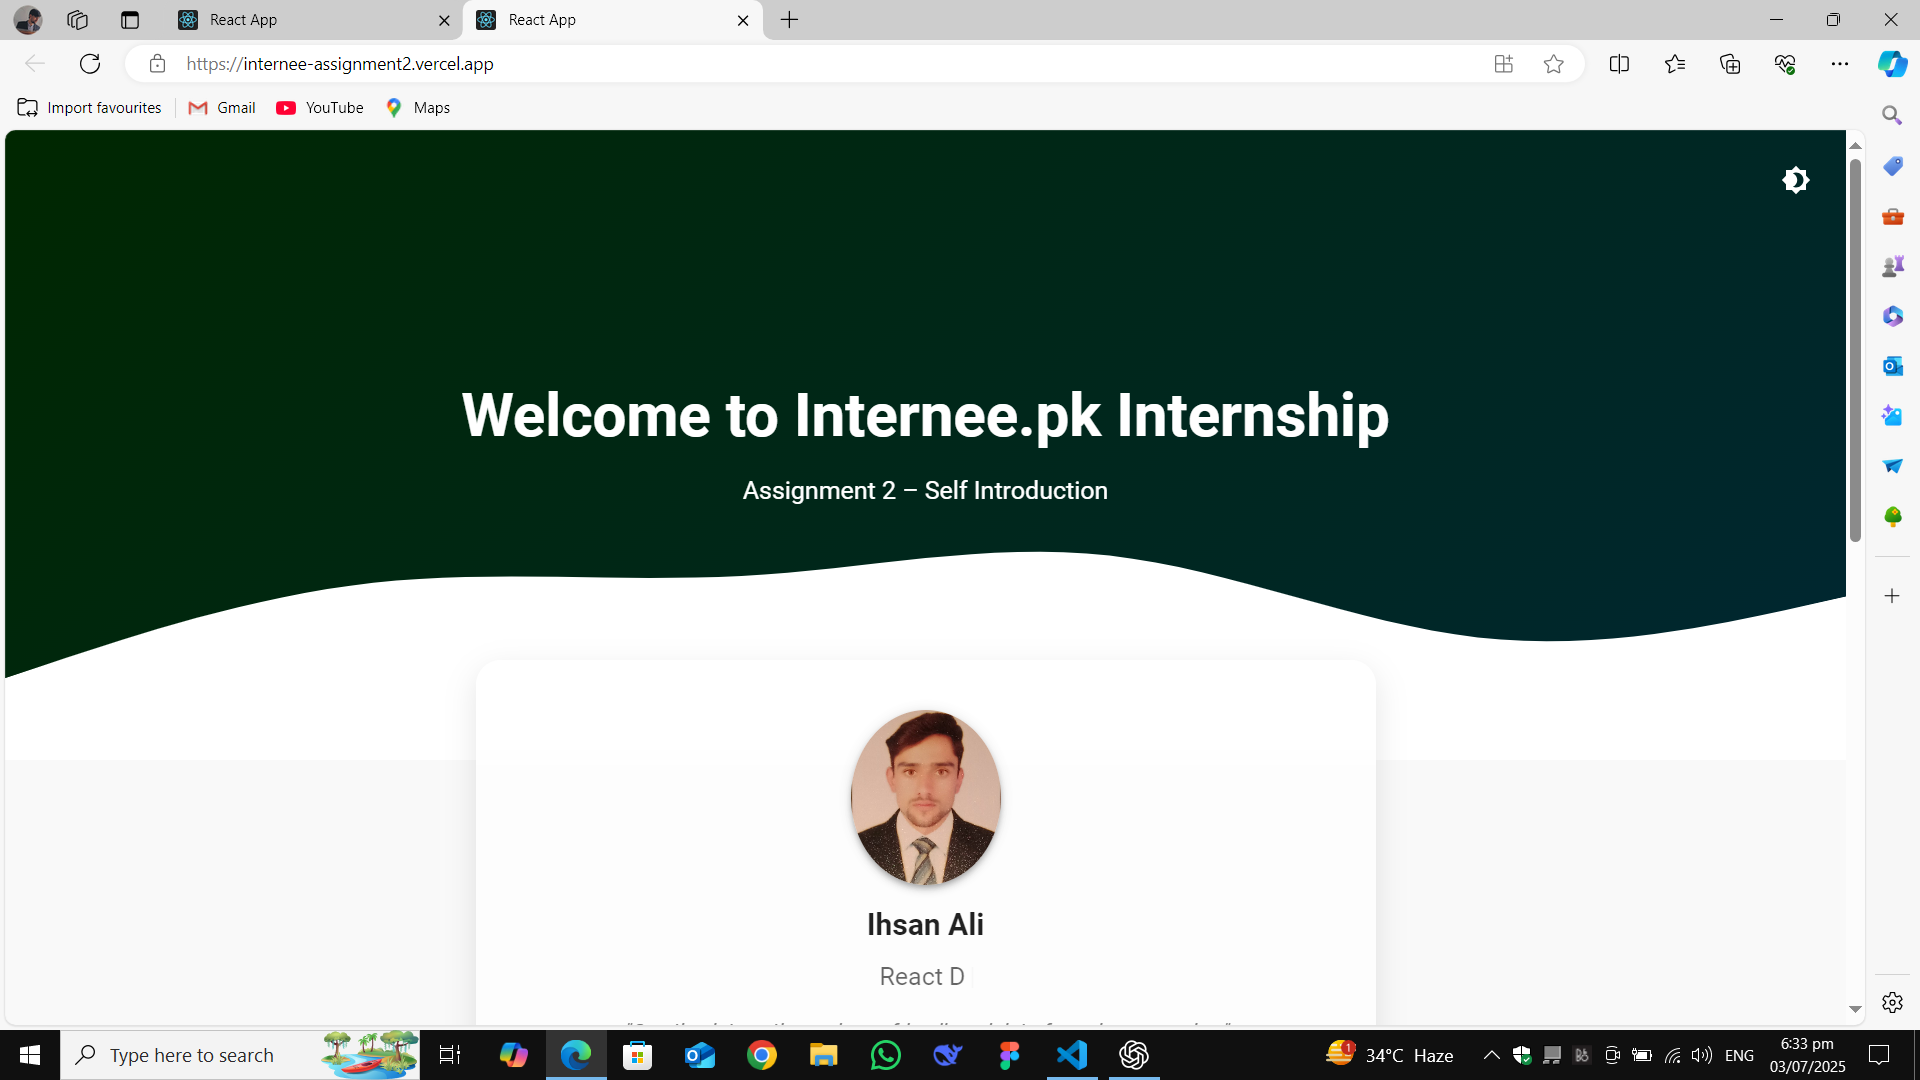 React App
React App
https://internee-assignment2.vercel.app
Import favourites
Gmail
YouTube
Maps
Welcome to Internee.pk Internship
Assignment 2 – Self Introduction
Ihsan Ali
React D
Type here to search
1
34°C Haze
ENG
6:33 pm
03/07/2025